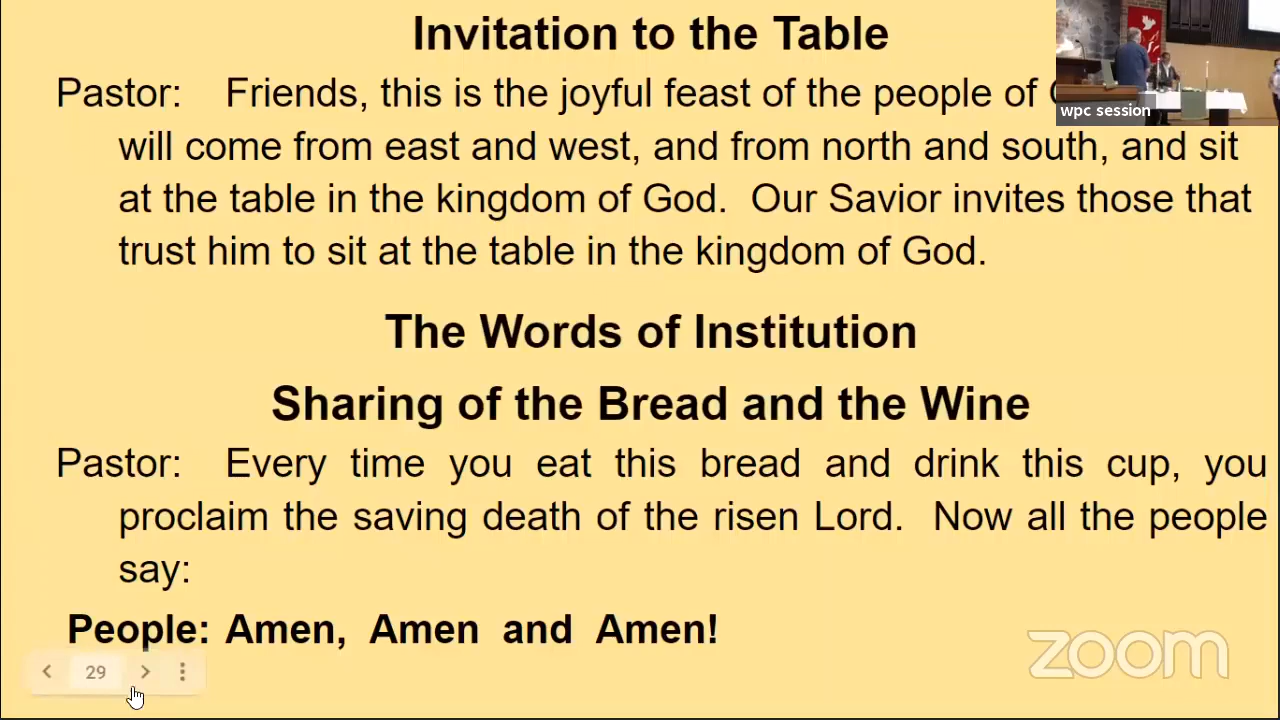 Invitation to the Table
Pastor: Friends, this is the joyful feast of the people of
wpc session
will come from east and west, and from north and south, and sit
at the table in the kingdom of God. Our Savior invites those that
trust him to sit at the table in the kingdom of God.
The Words of Institution
Sharing of the Bread and the Wine
Pastor: Every time you eat this bread and drink this cup, you
proclaim the saving death of the risen Lord. Now all the people
say:
People: Amen, Amen and Amen!
zoom
29